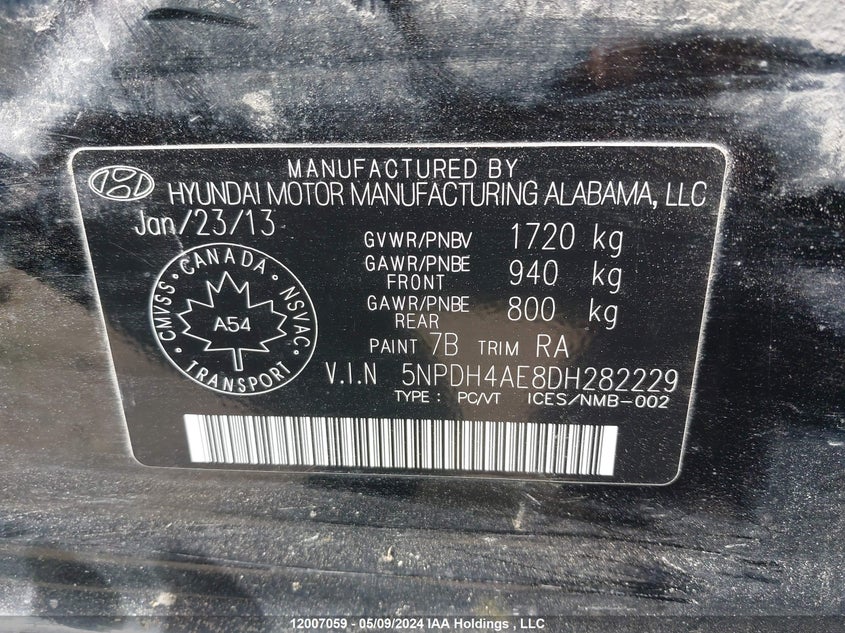 MANUFACTURED BY
HYUNDAI MOTOR MANUFACTURING ALABAMA, LLC
Jan/23/13
GVWR/PNBV 1720 kg
GAWR/PNBE FRONT 940 kg
GAWR/PNBE REAR 800 kg
PAINT 7B TRIM RA
CMVSS · CANADA · NSVAC · TRANSPORT
A54
V.I.N 5NPDH4AE8DH282229
TYPE : PC/VT ICES/NMB-002
12007059 - 05/09/2024 IAA Holdings , LLC